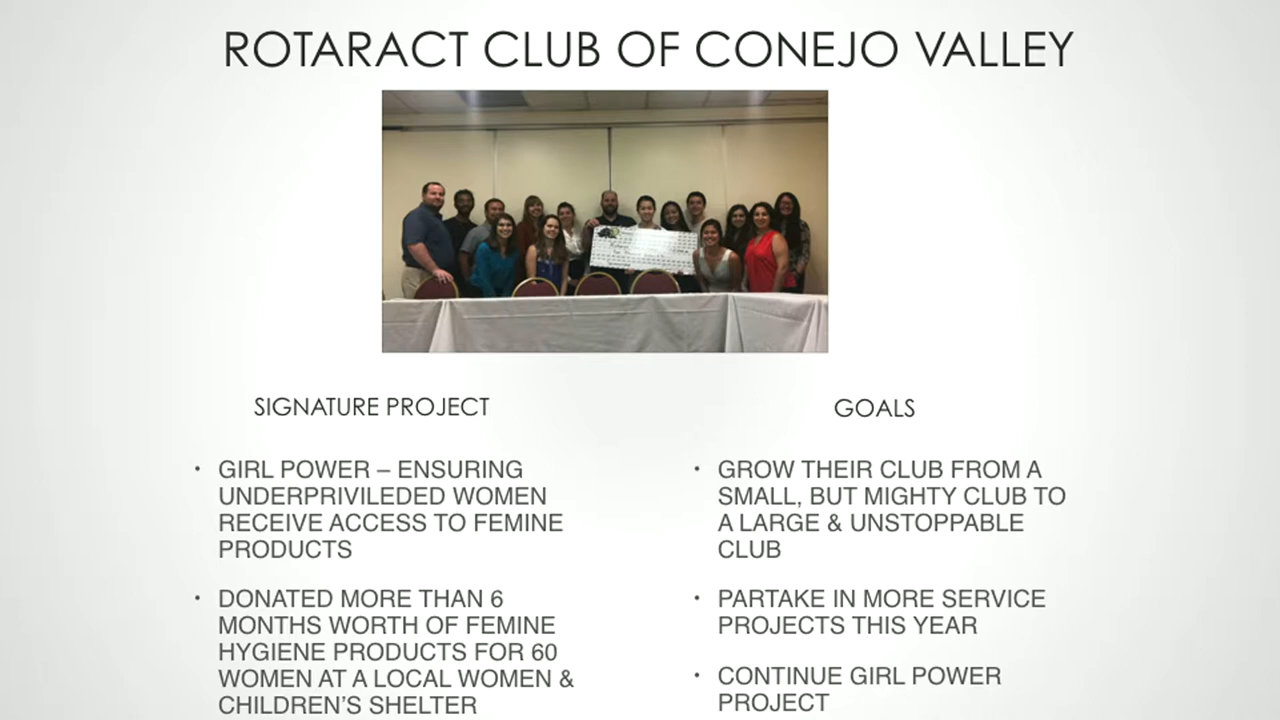 ROTARACT CLUB OF CONEJO VALLEY
SIGNATURE PROJECT
• GIRL POWER – ENSURING
UNDERPRIVILEDED WOMEN
RECEIVE ACCESS TO FEMINE
PRODUCTS
• DONATED MORE THAN 6
MONTHS WORTH OF FEMINE
HYGIENE PRODUCTS FOR 60
WOMEN AT A LOCAL WOMEN &
CHILDREN'S SHELTER
GOALS
• GROW THEIR CLUB FROM A
SMALL, BUT MIGHTY CLUB TO
A LARGE & UNSTOPPABLE
CLUB
• PARTAKE IN MORE SERVICE
PROJECTS THIS YEAR
• CONTINUE GIRL POWER
PROJECT